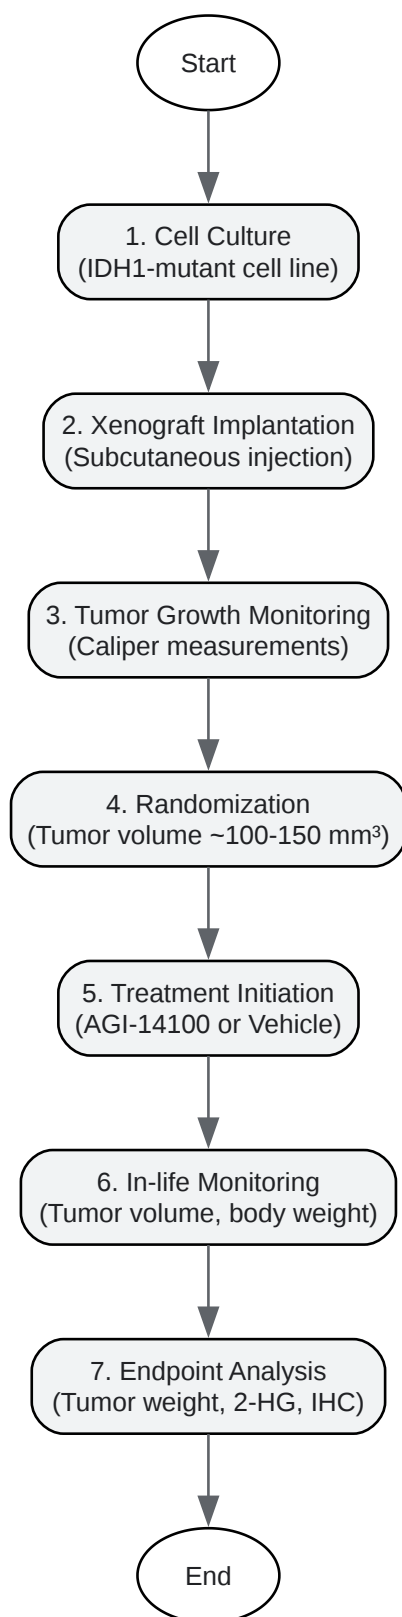 Start
1. Cell Culture
(IDH1-mutant cell line)
2. Xenograft Implantation
(Subcutaneous injection)
3. Tumor Growth Monitoring
(Caliper measurements)
4. Randomization
(Tumor volume ~100-150 mm³)
5. Treatment Initiation
(AGI-14100 or Vehicle)
6. In-life Monitoring
(Tumor volume, body weight)
7. Endpoint Analysis
(Tumor weight, 2-HG, IHC)
End